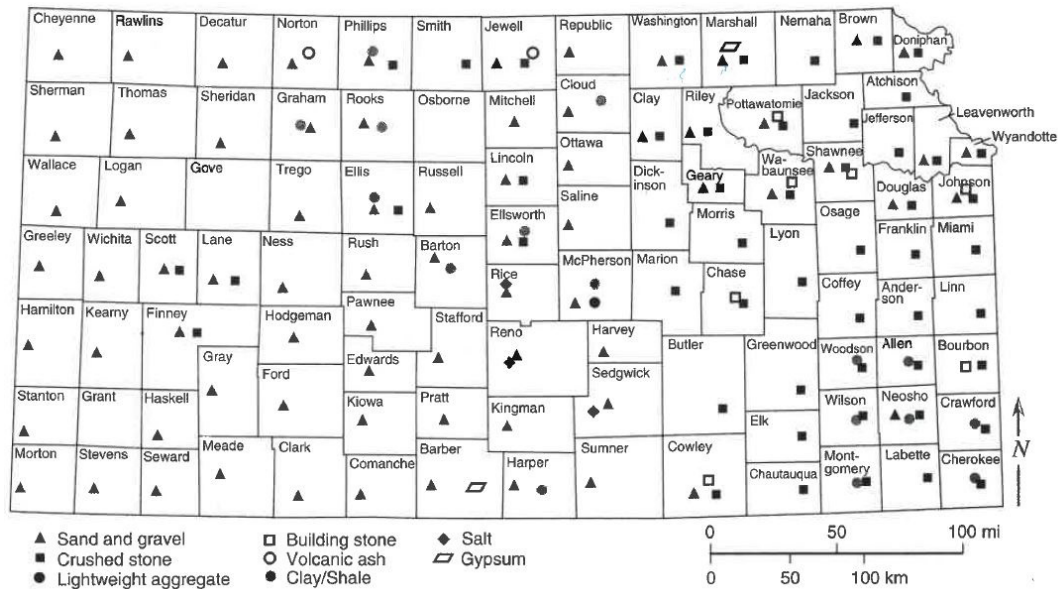 Cheyenne Rawlins Decatur Norton Phillips Smith Jewell Republic Washington Marshall Nemaha Brown
Doniphan
Atchison
Sherman Thomas Sheridan Graham Rooks Osborne Mitchell Cloud Clay Riley Pottawatomie Jackson
Jefferson
Leavenworth
Wyandotte
Ottawa
Wallace Logan Gove Trego Ellis Russell Lincoln Saline Dick-
inson
Geary
Wa-
baunsee
Shawnee
Douglas
Johnson
Ellsworth
Morris
Osage
Franklin Miami
Greeley Wichita Scott Lane Ness Rush Barton Rice McPherson Marion Chase Lyon
Coffey
Ander-
son
Linn
Hamilton Kearny Finney Hodgeman Pawnee Stafford Reno Harvey Butler Greenwood
Woodson Allen Bourbon
Gray Ford Edwards Sedgwick
Stanton Grant Haskell Kiowa Pratt Kingman
Elk
Wilson Neosho Crawford
Morton Stevens Seward Meade Clark Comanche Barber Harper Sumner Cowley
Chautauqua
Mont-
gomery
Labette Cherokee
N
Sand and gravel
Crushed stone
Lightweight aggregate
Building stone
Volcanic ash
Clay/Shale
Salt
Gypsum
0 50 100 mi
0 50 100 km